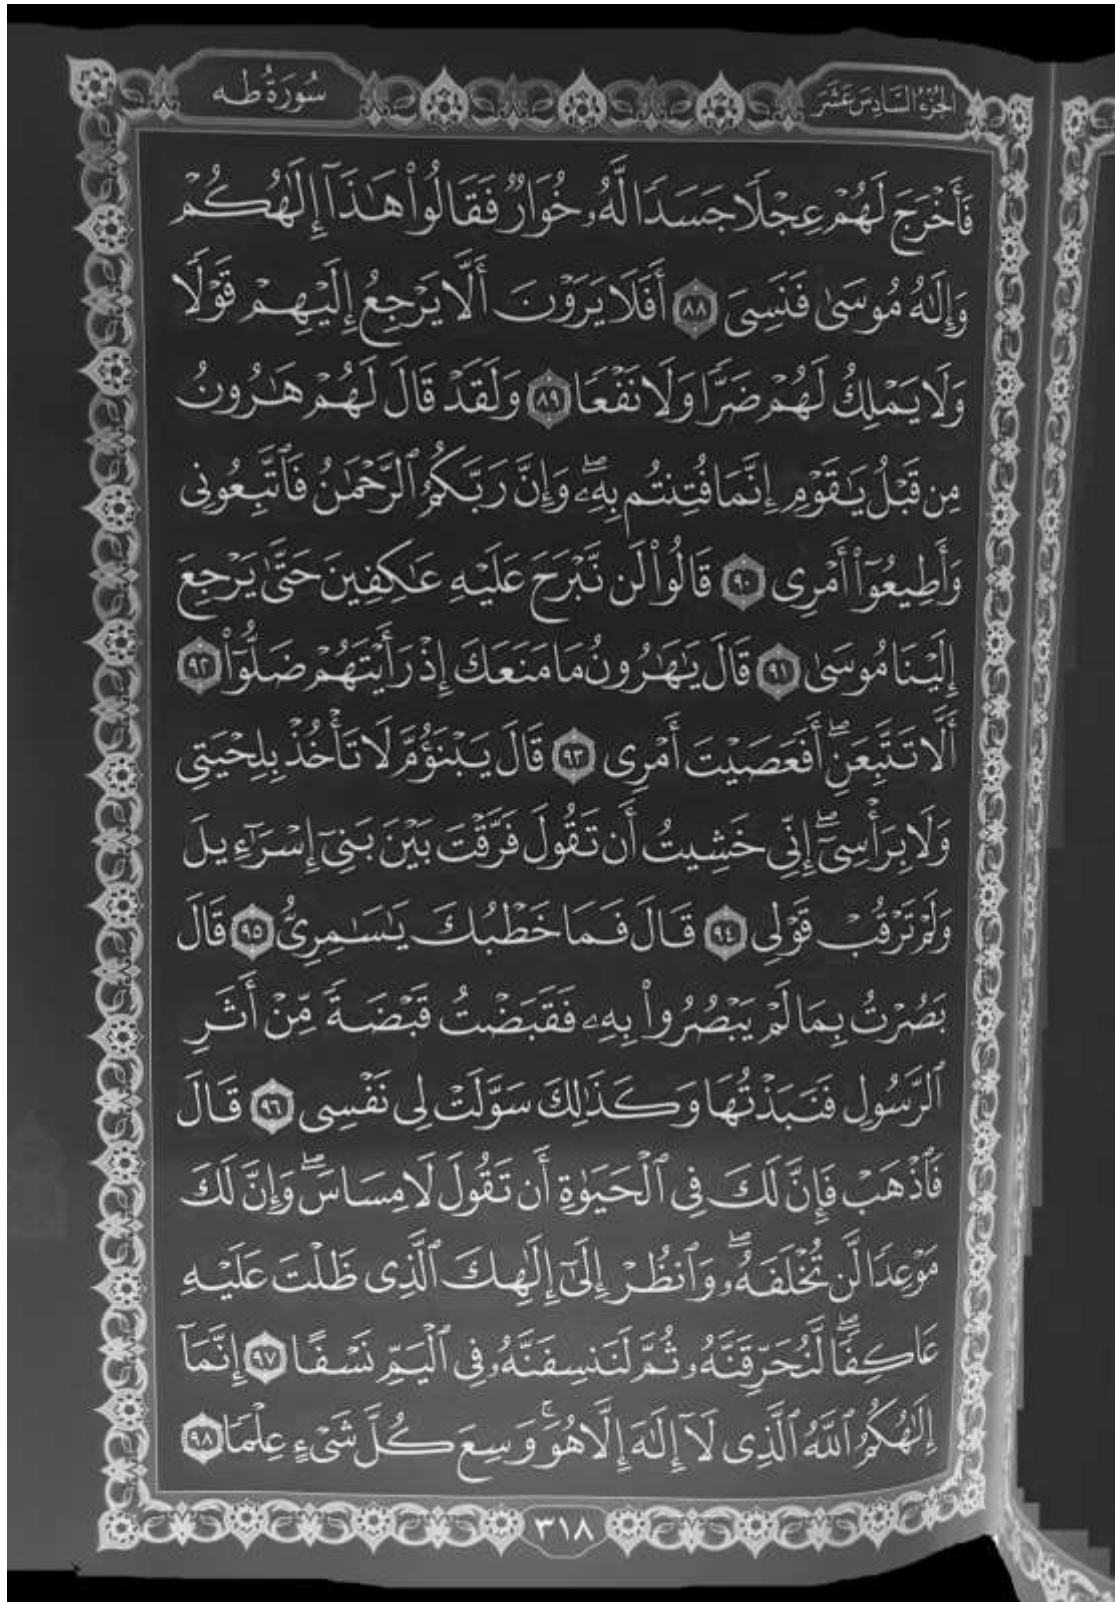 الجزء السادس عشر
سُورَةُ طه
فَأَخْرَجَ لَهُمْ عِجْلًا جَسَدًا لَّهُۥ خُوَارٌ فَقَالُوا۟ هَـٰذَآ إِلَـٰهُكُمْ
وَإِلَـٰهُ مُوسَىٰ فَنَسِىَ ٨٨ أَفَلَا يَرَوْنَ أَلَّا يَرْجِعُ إِلَيْهِمْ قَوْلًا
وَلَا يَمْلِكُ لَهُمْ ضَرًّا وَلَا نَفْعًا ٨٩ وَلَقَدْ قَالَ لَهُمْ هَـٰرُونُ
مِن قَبْلُ يَـٰقَوْمِ إِنَّمَا فُتِنتُم بِهِۦۖ وَإِنَّ رَبَّكُمُ ٱلرَّحْمَـٰنُ فَٱتَّبِعُونِى
وَأَطِيعُوٓا۟ أَمْرِى ٩٠ قَالُوا۟ لَن نَّبْرَحَ عَلَيْهِ عَـٰكِفِينَ حَتَّىٰ يَرْجِعَ
إِلَيْنَا مُوسَىٰ ٩١ قَالَ يَـٰهَـٰرُونُ مَا مَنَعَكَ إِذْ رَأَيْتَهُمْ ضَلُّوٓا۟ ٩٢
أَلَّا تَتَّبِعَنِۖ أَفَعَصَيْتَ أَمْرِى ٩٣ قَالَ يَبْنَؤُمَّ لَا تَأْخُذْ بِلِحْيَتِى
وَلَا بِرَأْسِىٓۖ إِنِّى خَشِيتُ أَن تَقُولَ فَرَّقْتَ بَيْنَ بَنِىٓ إِسْرَٰٓءِيلَ
وَلَمْ تَرْقُبْ قَوْلِى ٩٤ قَالَ فَمَا خَطْبُكَ يَـٰسَـٰمِرِىُّ ٩٥ قَالَ
بَصُرْتُ بِمَا لَمْ يَبْصُرُوا۟ بِهِۦ فَقَبَضْتُ قَبْضَةً مِّنْ أَثَرِ
ٱلرَّسُولِ فَنَبَذْتُهَا وَكَذَٰلِكَ سَوَّلَتْ لِى نَفْسِى ٩٦ قَالَ
فَٱذْهَبْ فَإِنَّ لَكَ فِى ٱلْحَيَوٰةِ أَن تَقُولَ لَا مِسَاسَۖ وَإِنَّ لَكَ
مَوْعِدًا لَّن تُخْلَفَهُۥۖ وَٱنظُرْ إِلَىٰٓ إِلَـٰهِكَ ٱلَّذِى ظَلْتَ عَلَيْهِ
عَاكِفًاۖ لَّنُحَرِّقَنَّهُۥ ثُمَّ لَنَنسِفَنَّهُۥ فِى ٱلْيَمِّ نَسْفًا ٩٧ إِنَّمَآ
إِلَـٰهُكُمُ ٱللَّهُ ٱلَّذِى لَآ إِلَـٰهَ إِلَّا هُوَۚ وَسِعَ كُلَّ شَىْءٍ عِلْمًا ٩٨
٣١٨